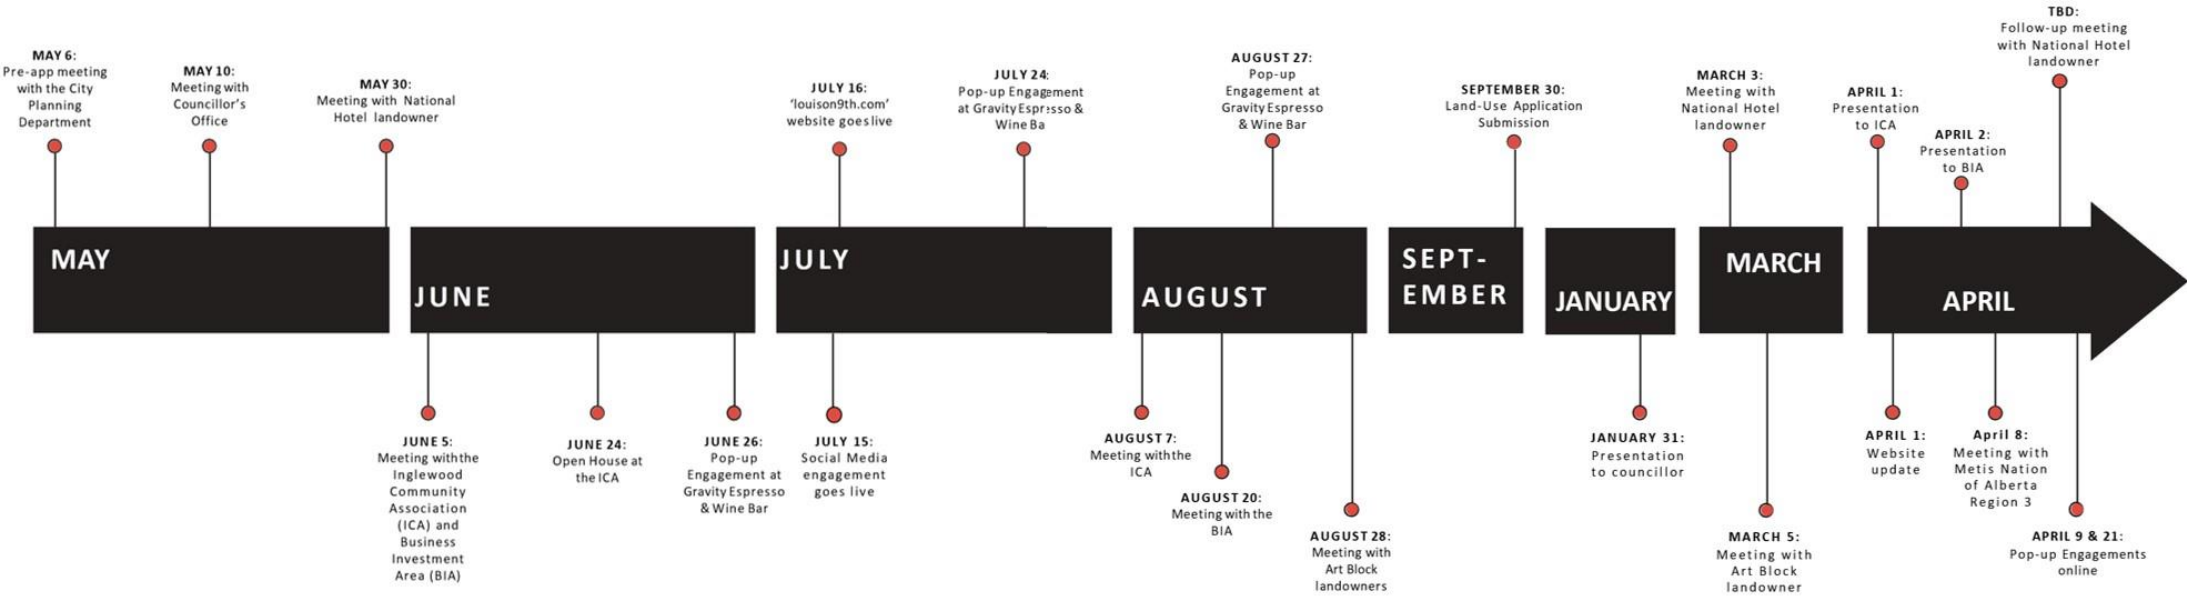 MAY 6:
Pre-app meeting
with the City
Planning
Department
MAY 10:
Meeting with
Councillor's
Office
MAY 30:
Meeting with National
Hotel landowner
JULY 16:
'louison9th.com'
website goes live
JULY 24:
Pop-up Engagement
at Gravity Espresso &
Wine Ba
AUGUST 27:
Pop-up
Engagement at
Gravity Espresso
& Wine Bar
SEPTEMBER 30:
Land-Use Application
Submission
MARCH 3:
Meeting with
National Hotel
landowner
APRIL 1:
Presentation
to ICA
APRIL 2:
Presentation
to BIA
TBD:
Follow-up meeting
with National Hotel
landowner
MAY
JUNE
JULY
AUGUST
SEPT-
EMBER
JANUARY
MARCH
APRIL
JUNE 5:
Meeting with the
Inglewood
Community
Association
(ICA) and
Business
Investment
Area (BIA)
JUNE 24:
Open House at
the ICA
JUNE 26:
Pop-up
Engagement at
Gravity Espresso
& Wine Bar
JULY 15:
Social Media
engagement
goes live
AUGUST 7:
Meeting with the
ICA
AUGUST 20:
Meeting with the
BIA
AUGUST 28:
Meeting with
Art Block
landowners
JANUARY 31:
Presentation
to councillor
MARCH 5:
Meeting with
Art Block
landowner
APRIL 1:
Website
update
April 8:
Meeting with
Metis Nation
of Alberta
Region 3
APRIL 9 & 21:
Pop-up Engagements
online